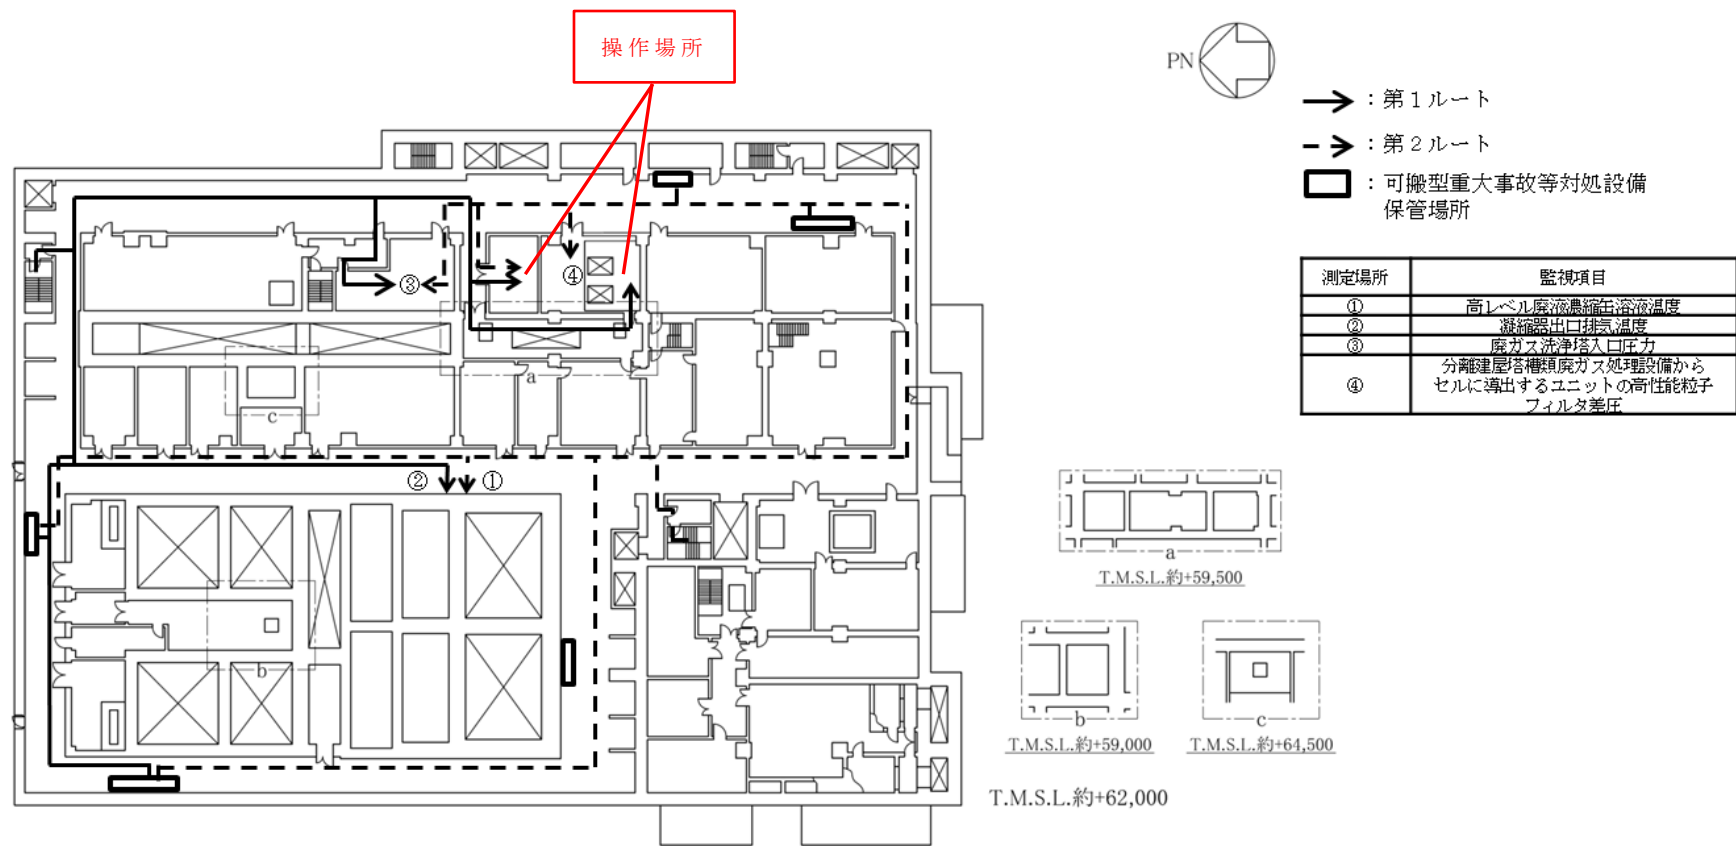 操作場所
PN
：第１ルート
：第２ルート
：可搬型重大事故等対処設備
保管場所
測定場所 監視項目
① 高レベル廃液濃縮缶溶液温度
② 凝縮器出口排気温度
③ 廃ガス洗浄塔入口圧力
④ 分離建屋塔槽類廃ガス処理設備から
セルに導出するユニットの高性能粒子
フィルタ差圧
④
③
a
c
②
①
b
a
T.M.S.L.約+59,500
b
T.M.S.L.約+59,000
c
T.M.S.L.約+64,500
T.M.S.L.約+62,000